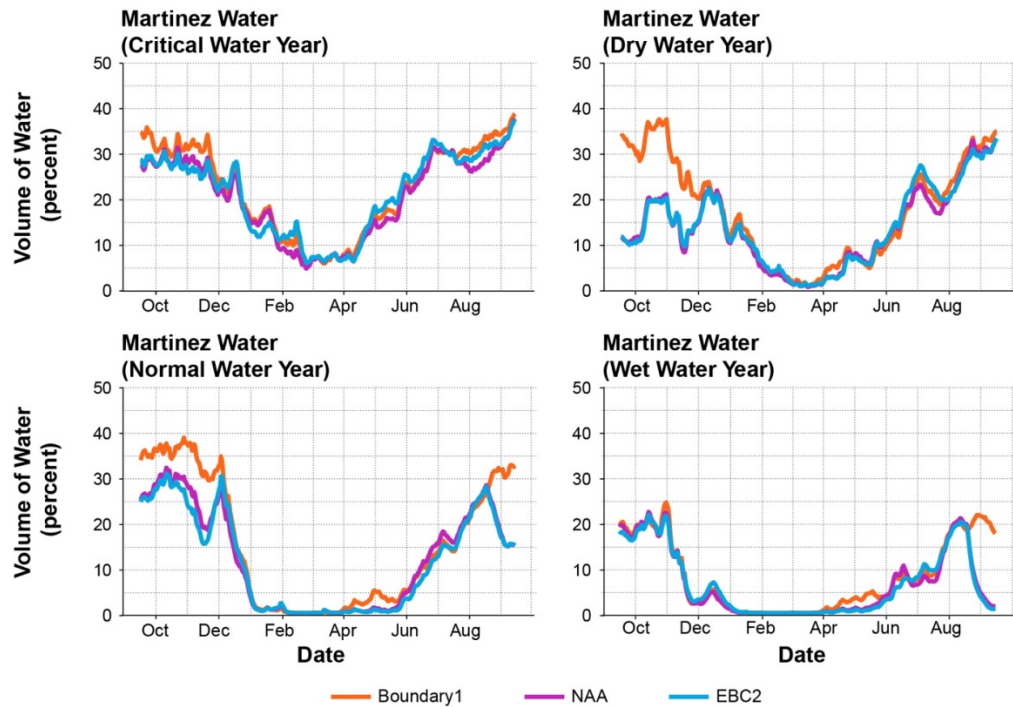 Martinez Water
(Critical Water Year)
Martinez Water
(Dry Water Year)
Volume of Water
(percent)
50
40
30
20
10
0
Oct Dec Feb Apr Jun Aug
50
40
30
20
10
0
Oct Dec Feb Apr Jun Aug
Martinez Water
(Normal Water Year)
Martinez Water
(Wet Water Year)
Volume of Water
(percent)
50
40
30
20
10
0
Oct Dec Feb Apr Jun Aug
Date
50
40
30
20
10
0
Oct Dec Feb Apr Jun Aug
Date
Boundary1 NAA EBC2